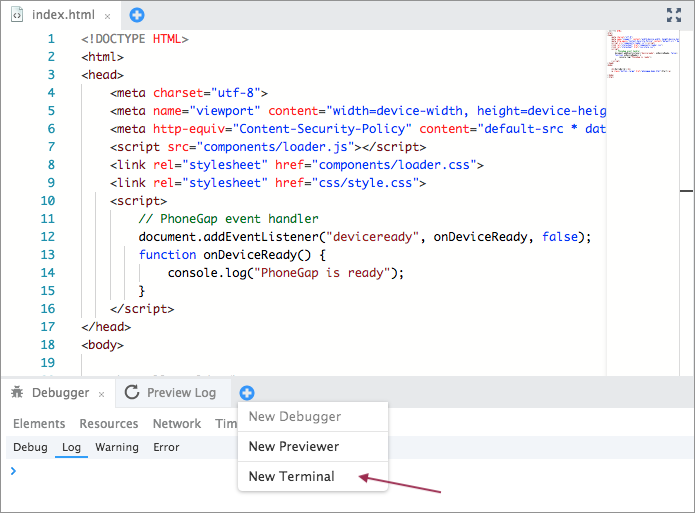 index.html ×
1 <!DOCTYPE HTML>
2 <html>
3 <head>
4 <meta charset="utf-8">
5 <meta name="viewport" content="width=device-width, height=device-heig
6 <meta http-equiv="Content-Security-Policy" content="default-src * dat
7 <script src="components/loader.js"></script>
8 <link rel="stylesheet" href="components/loader.css">
9 <link rel="stylesheet" href="css/style.css">
10 <script>
11 // PhoneGap event handler
12 document.addEventListener("deviceready", onDeviceReady, false);
13 function onDeviceReady() {
14 console.log("PhoneGap is ready");
15 }
16 </script>
17 </head>
18 <body>
19
Debugger × Preview Log
Elements Resources Network Tim
Debug Log Warning Error
New Debugger
New Previewer
New Terminal